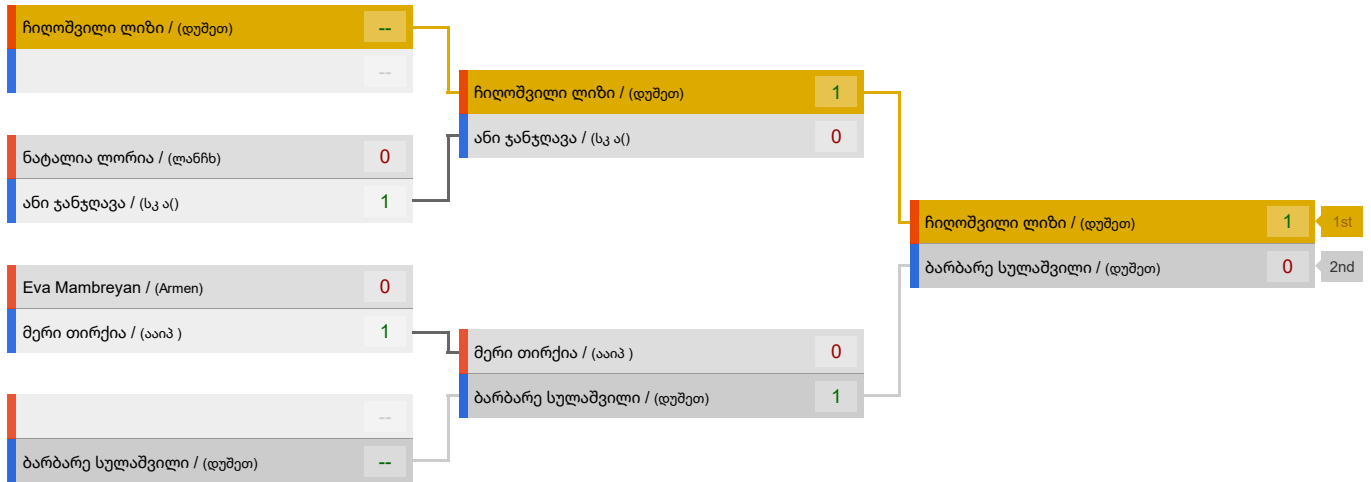 ჩიღოშვილი ლიზი / (დუშეთ) --
--
ნატალია ლორია / (ლანჩხ) 0
ანი ჯანჯღავა / (სკ ა() 1
Eva Mambreyan / (Armen) 0
მერი თირქია / (ააიპ ) 1
--
ბარბარე სულაშვილი / (დუშეთ) --
ჩიღოშვილი ლიზი / (დუშეთ) 1
ანი ჯანჯღავა / (სკ ა() 0
მერი თირქია / (ააიპ ) 0
ბარბარე სულაშვილი / (დუშეთ) 1
ჩიღოშვილი ლიზი / (დუშეთ) 1 1st
ბარბარე სულაშვილი / (დუშეთ) 0 2nd